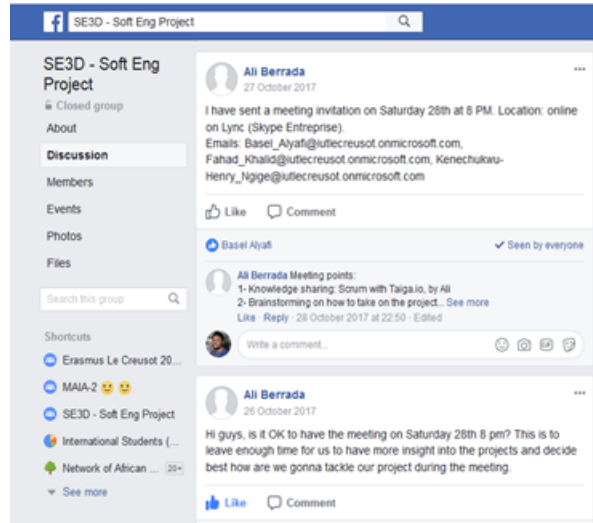 SE3D - Soft Eng Project
SE3D - Soft Eng
Project
Closed group
About
Discussion
Members
Events
Photos
Files
Search this group
Shortcuts
Erasmus Le Creusot 20...
MAIA-2
SE3D - Soft Eng Project
International Students (...
Network of African ... 20+
See more
Ali Berrada
27 October 2017
I have sent a meeting invitation on Saturday 28th at 8 PM. Location: online
on Lync (Skype Entreprise).
Emails: Basel_Alyafi@iutlecreusot.onmicrosoft.com,
Fahad_Khalid@iutlecreusot.onmicrosoft.com, Kenechukwu-
Henry_Ngige@iutlecreusot.onmicrosoft.com
Like Comment
Basel Alyafi Seen by everyone
Ali Berrada Meeting points:
1- Knowledge sharing: Scrum with Taiga.io, by Ali
2- Brainstorming on how to take on the project... See more
Like · Reply · 28 October 2017 at 22:50 · Edited
Write a comment...
Ali Berrada
26 October 2017
Hi guys, is it OK to have the meeting on Saturday 28th 8 pm? This is to
leave enough time for us to have more insight into the projects and decide
best how are we gonna tackle our project during the meeting.
Like Comment